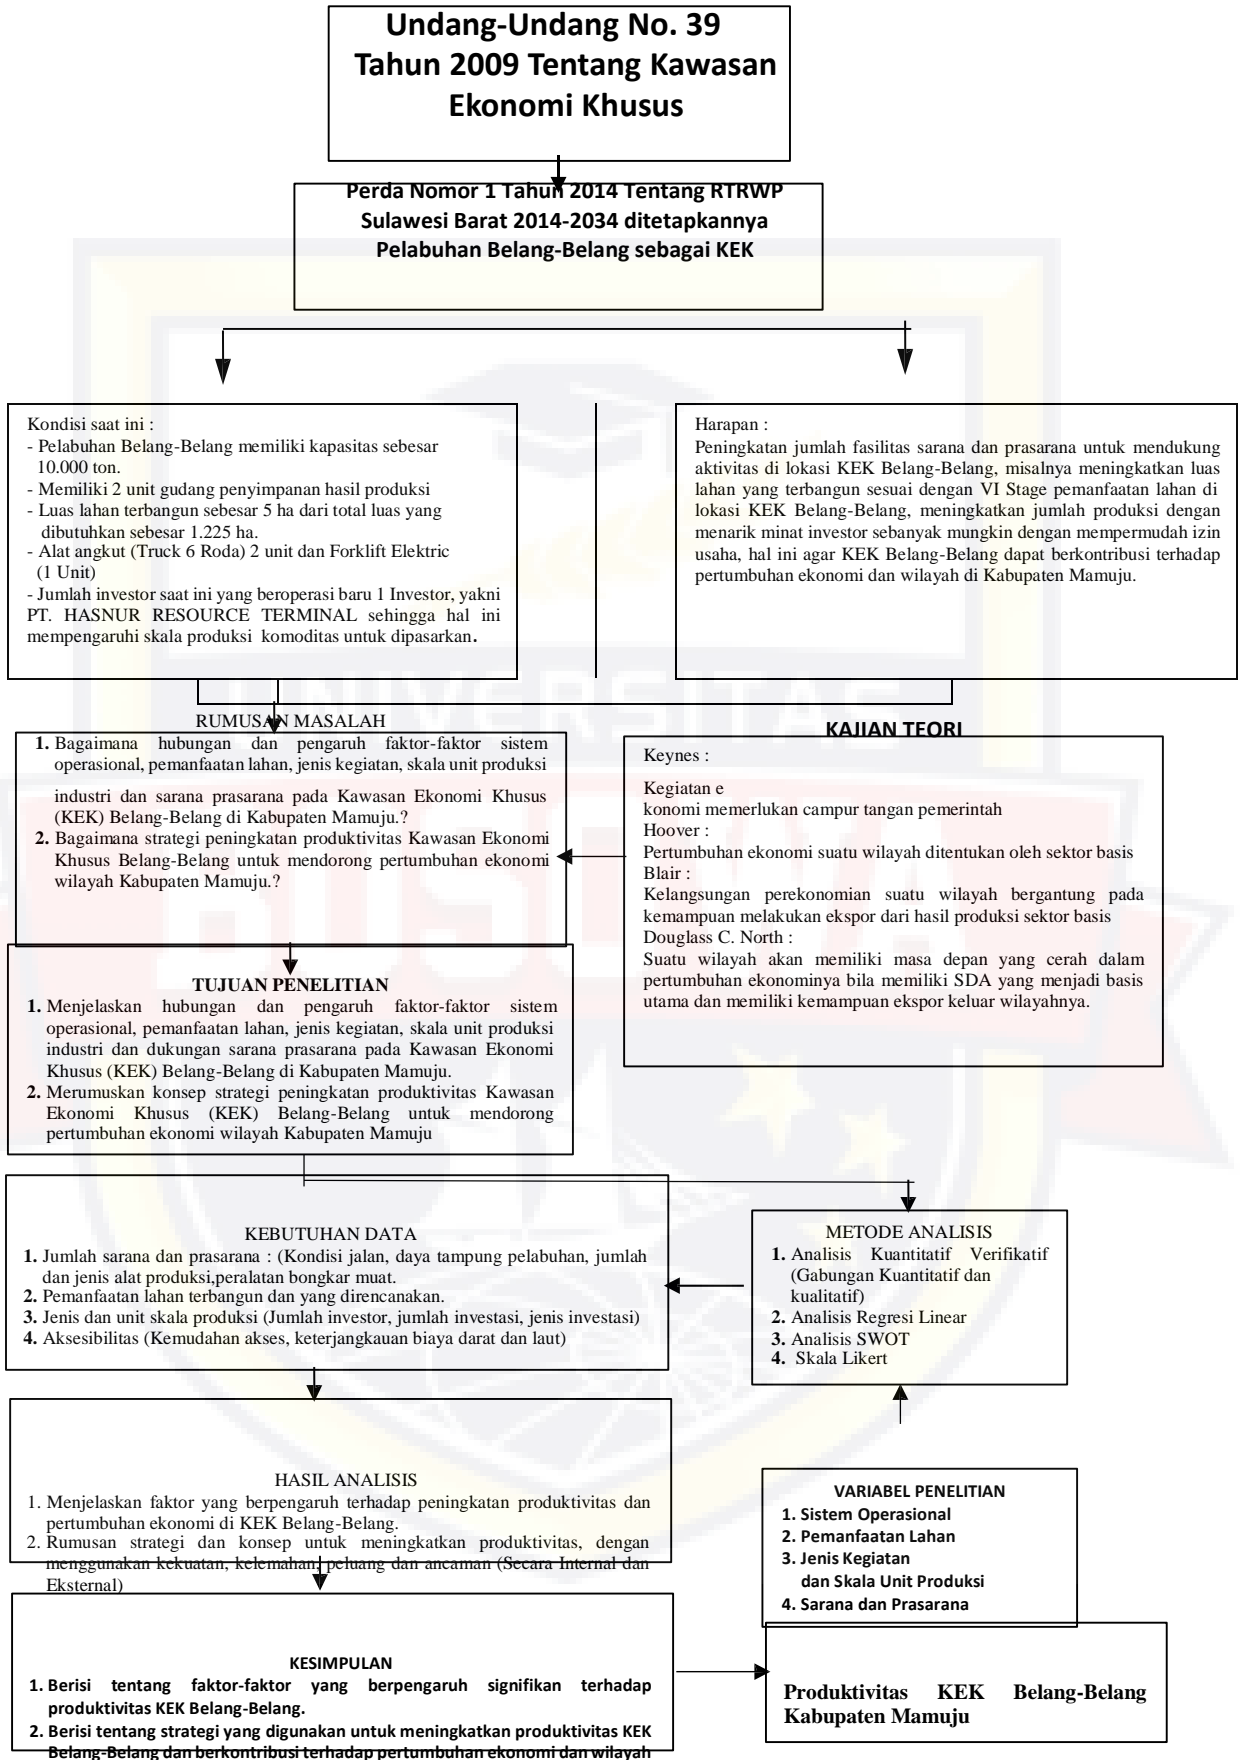 Undang-Undang No. 39
Tahun 2009 Tentang Kawasan
Ekonomi Khusus
Perda Nomor 1 Tahun 2014 Tentang RTRWP
Sulawesi Barat 2014-2034 ditetapkannya
Pelabuhan Belang-Belang sebagai KEK
Kondisi saat ini :
- Pelabuhan Belang-Belang memiliki kapasitas sebesar
10.000 ton.
- Memiliki 2 unit gudang penyimpanan hasil produksi
- Luas lahan terbangun sebesar 5 ha dari total luas yang
dibutuhkan sebesar 1.225 ha.
- Alat angkut (Truck 6 Roda) 2 unit dan Forklift Elektric
(1 Unit)
- Jumlah investor saat ini yang beroperasi baru 1 Investor, yakni
PT. HASNUR RESOURCE TERMINAL sehingga hal ini
mempengaruhi skala produksi komoditas untuk dipasarkan.
Harapan :
Peningkatan jumlah fasilitas sarana dan prasarana untuk mendukung
aktivitas di lokasi KEK Belang-Belang, misalnya meningkatkan luas
lahan yang terbangun sesuai dengan VI Stage pemanfaatan lahan di
lokasi KEK Belang-Belang, meningkatkan jumlah produksi dengan
menarik minat investor sebanyak mungkin dengan mempermudah izin
usaha, hal ini agar KEK Belang-Belang dapat berkontribusi terhadap
pertumbuhan ekonomi dan wilayah di Kabupaten Mamuju.
UNIVERSITAS
BOSOWA
RUMUSAN MASALAH
1. Bagaimana hubungan dan pengaruh faktor-faktor sistem
operasional, pemanfaatan lahan, jenis kegiatan, skala unit produksi
industri dan sarana prasarana pada Kawasan Ekonomi Khusus
(KEK) Belang-Belang di Kabupaten Mamuju.?
2. Bagaimana strategi peningkatan produktivitas Kawasan Ekonomi
Khusus Belang-Belang untuk mendorong pertumbuhan ekonomi
wilayah Kabupaten Mamuju.?
KAJIAN TEORI
Keynes :
Kegiatan e
konomi memerlukan campur tangan pemerintah
Hoover :
Pertumbuhan ekonomi suatu wilayah ditentukan oleh sektor basis
Blair :
Kelangsungan perekonomian suatu wilayah bergantung pada
kemampuan melakukan ekspor dari hasil produksi sektor basis
Douglass C. North :
Suatu wilayah akan memiliki masa depan yang cerah dalam
pertumbuhan ekonominya bila memiliki SDA yang menjadi basis
utama dan memiliki kemampuan ekspor keluar wilayahnya.
TUJUAN PENELITIAN
1. Menjelaskan hubungan dan pengaruh faktor-faktor sistem
operasional, pemanfaatan lahan, jenis kegiatan, skala unit produksi
industri dan dukungan sarana prasarana pada Kawasan Ekonomi
Khusus (KEK) Belang-Belang di Kabupaten Mamuju.
2. Merumuskan konsep strategi peningkatan produktivitas Kawasan
Ekonomi Khusus (KEK) Belang-Belang untuk mendorong
pertumbuhan ekonomi wilayah Kabupaten Mamuju
KEBUTUHAN DATA
1. Jumlah sarana dan prasarana : (Kondisi jalan, daya tampung pelabuhan, jumlah
dan jenis alat produksi,peralatan bongkar muat.
2. Pemanfaatan lahan terbangun dan yang direncanakan.
3. Jenis dan unit skala produksi (Jumlah investor, jumlah investasi, jenis investasi)
4. Aksesibilitas (Kemudahan akses, keterjangkauan biaya darat dan laut)
METODE ANALISIS
1. Analisis Kuantitatif Verifikatif
(Gabungan Kuantitatif dan
kualitatif)
2. Analisis Regresi Linear
3. Analisis SWOT
4. Skala Likert
HASIL ANALISIS
1. Menjelaskan faktor yang berpengaruh terhadap peningkatan produktivitas dan
pertumbuhan ekonomi di KEK Belang-Belang.
2. Rumusan strategi dan konsep untuk meningkatkan produktivitas, dengan
menggunakan kekuatan, kelemahan, peluang dan ancaman (Secara Internal dan
Eksternal)
VARIABEL PENELITIAN
1. Sistem Operasional
2. Pemanfaatan Lahan
3. Jenis Kegiatan
dan Skala Unit Produksi
4. Sarana dan Prasarana
KESIMPULAN
1. Berisi tentang faktor-faktor yang berpengaruh signifikan terhadap
produktivitas KEK Belang-Belang.
2. Berisi tentang strategi yang digunakan untuk meningkatkan produktivitas KEK
Belang-Belang dan berkontribusi terhadap pertumbuhan ekonomi dan wilayah
Produktivitas KEK Belang-Belang
Kabupaten Mamuju